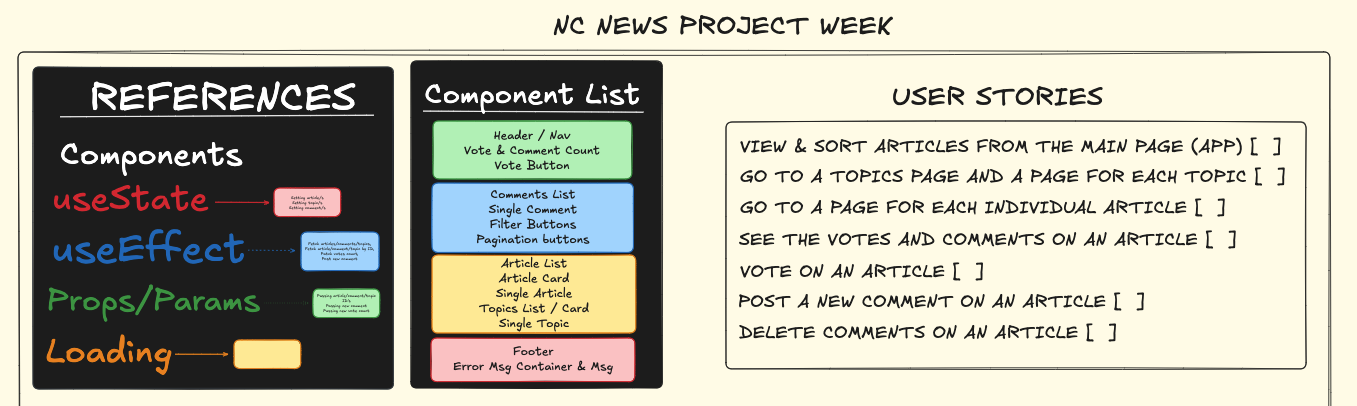 NC NEWS PROJECT WEEK
REFERENCES
Components
useState
Setting article/s
Setting topic/s
Setting comment/s
useEffect
Fetch articles/comments/topics,
Fetch article/comment/topic by ID,
Patch votes count,
Post new comment
Props/Params
Passing article/comment/topic
ID/s
Passing new comment
Passing new vote count
Loading
Component List
Header / Nav
Vote & Comment Count
Vote Button
Comments List
Single Comment
Filter Buttons
Pagination buttons
Article List
Article Card
Single Article
Topics List / Card
Single Topic
Footer
Error Msg Container & Msg
USER STORIES
VIEW & SORT ARTICLES FROM THE MAIN PAGE (APP) [ ]
GO TO A TOPICS PAGE AND A PAGE FOR EACH TOPIC [ ]
GO TO A PAGE FOR EACH INDIVIDUAL ARTICLE [ ]
SEE THE VOTES AND COMMENTS ON AN ARTICLE [ ]
VOTE ON AN ARTICLE [ ]
POST A NEW COMMENT ON AN ARTICLE [ ]
DELETE COMMENTS ON AN ARTICLE [ ]